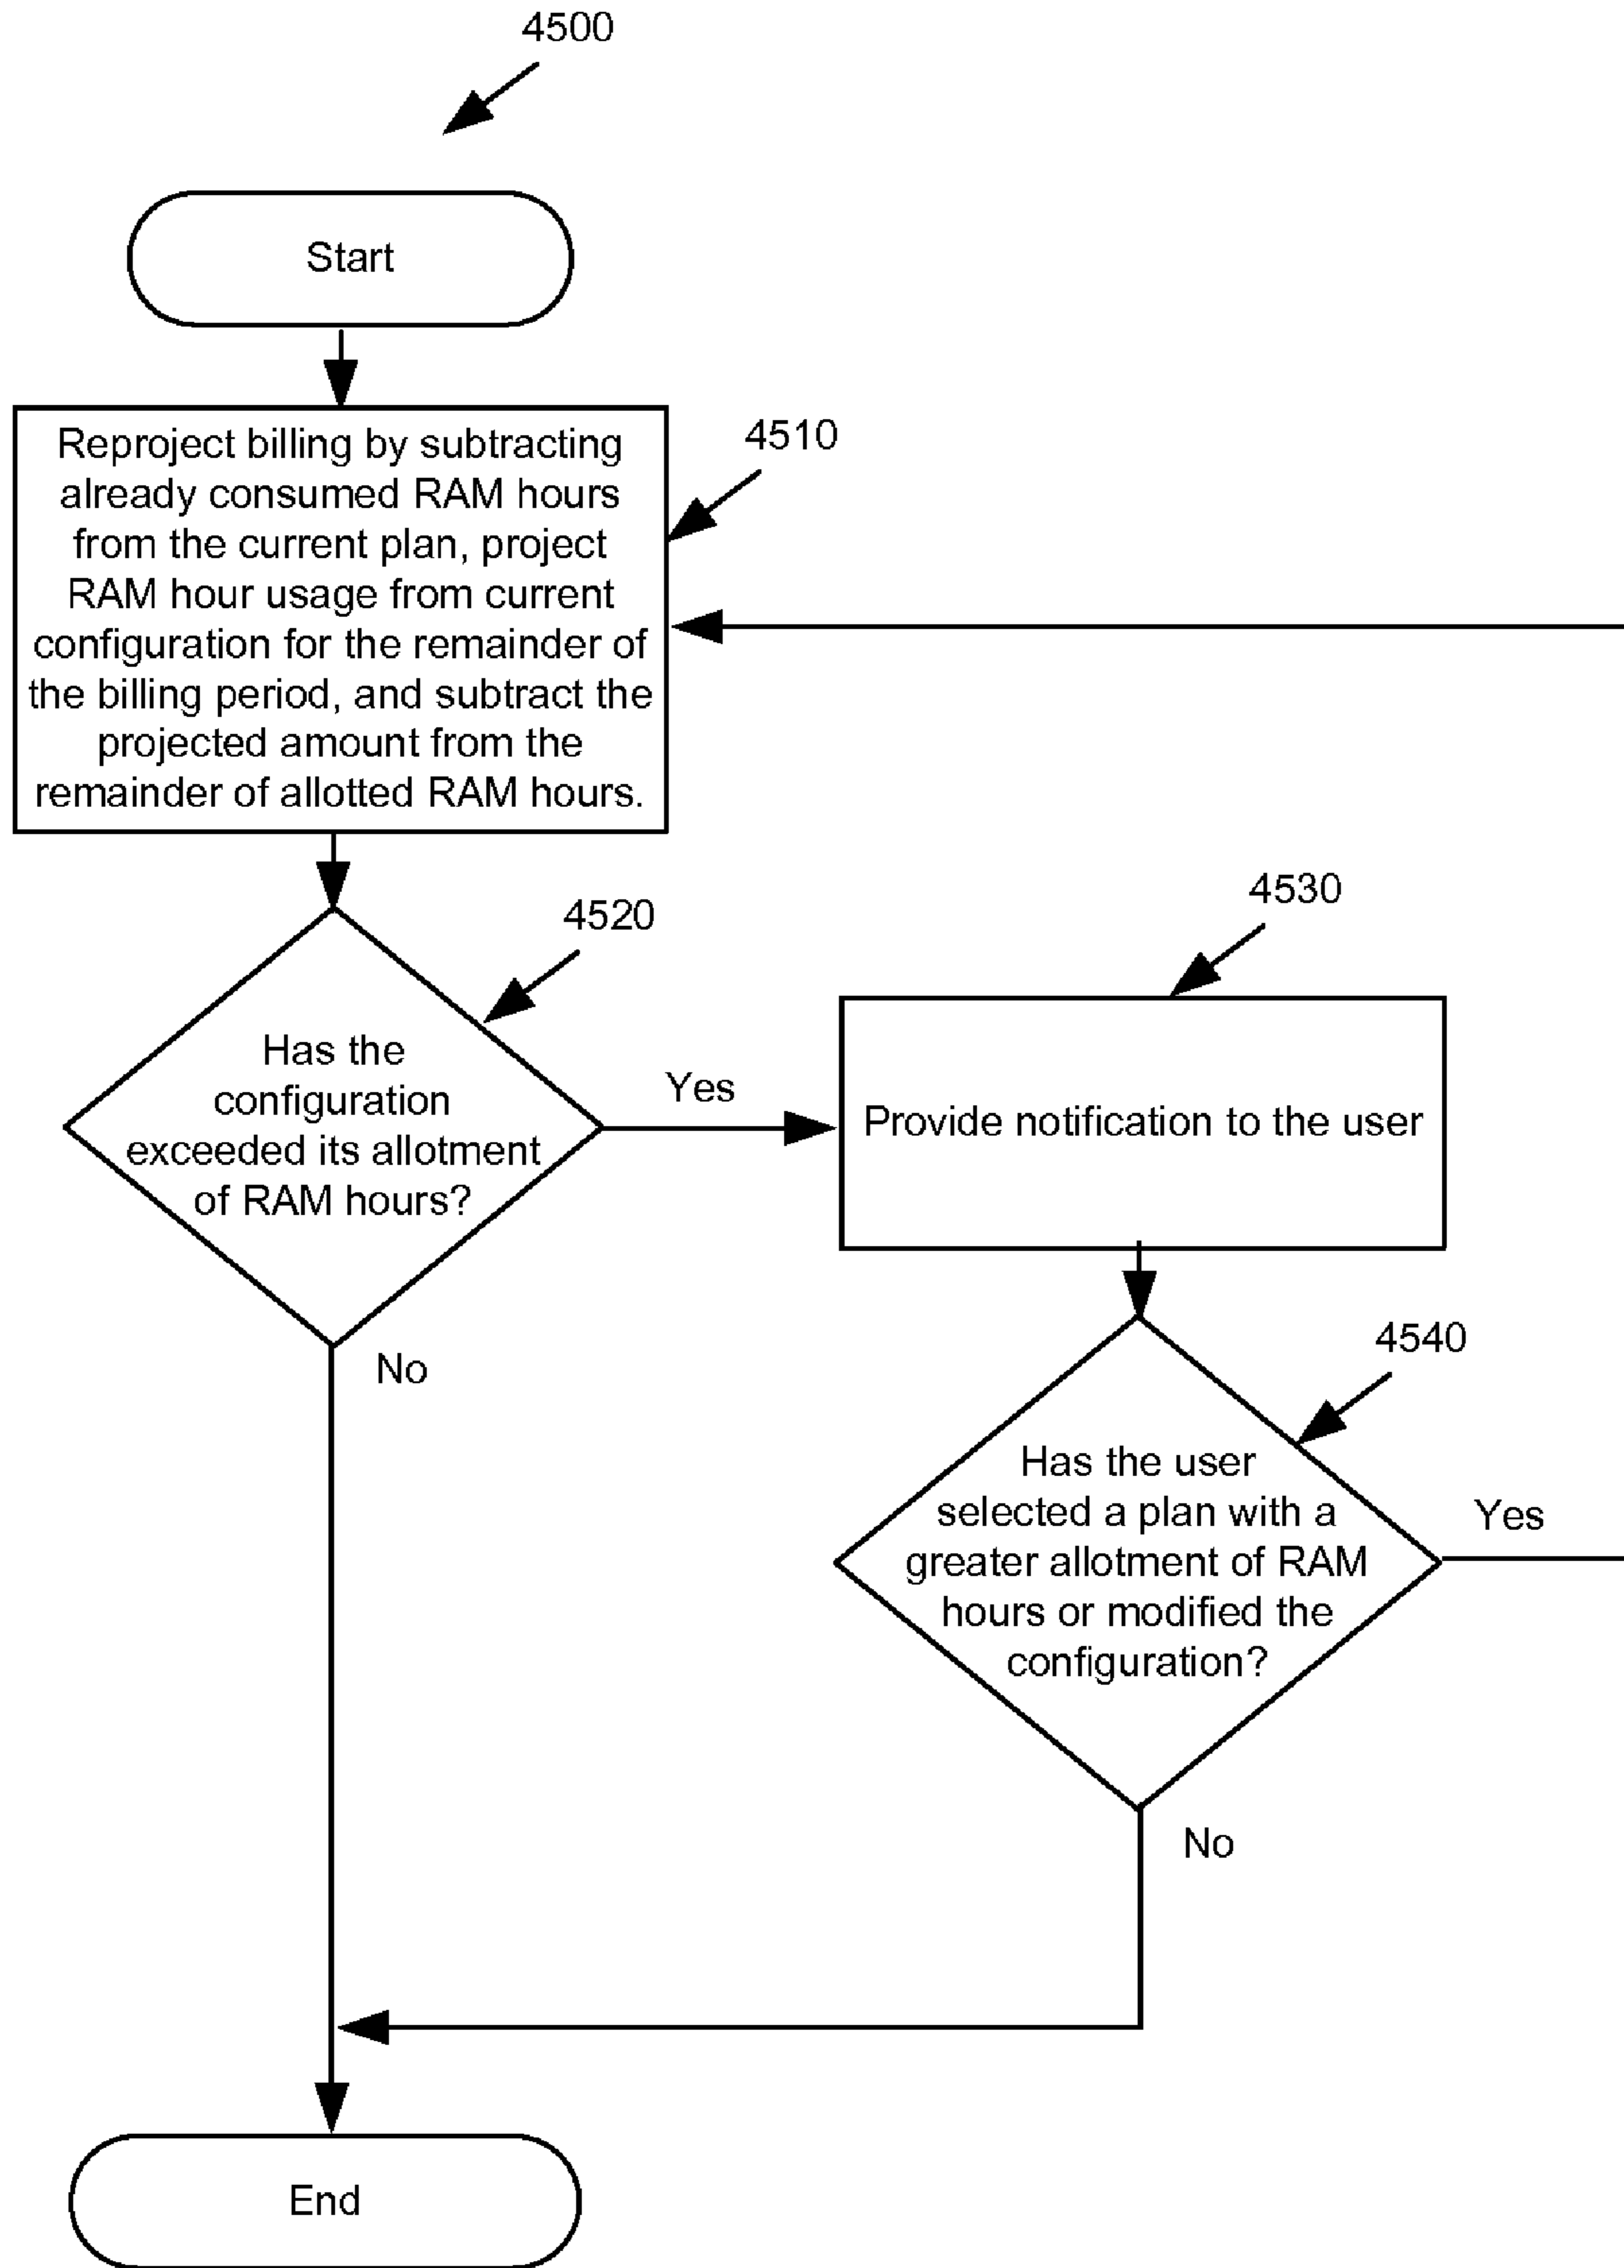 4500
Start
4510
Reproject billing by subtracting
already consumed RAM hours
from the current plan, project
RAM hour usage from current
configuration for the remainder of
the billing period, and subtract the
projected amount from the
remainder of allotted RAM hours.
4520
Has the
configuration
exceeded its allotment
of RAM hours?
Yes
No
4530
Provide notification to the user
4540
Has the user
selected a plan with a
greater allotment of RAM
hours or modified the
configuration?
Yes
No
End